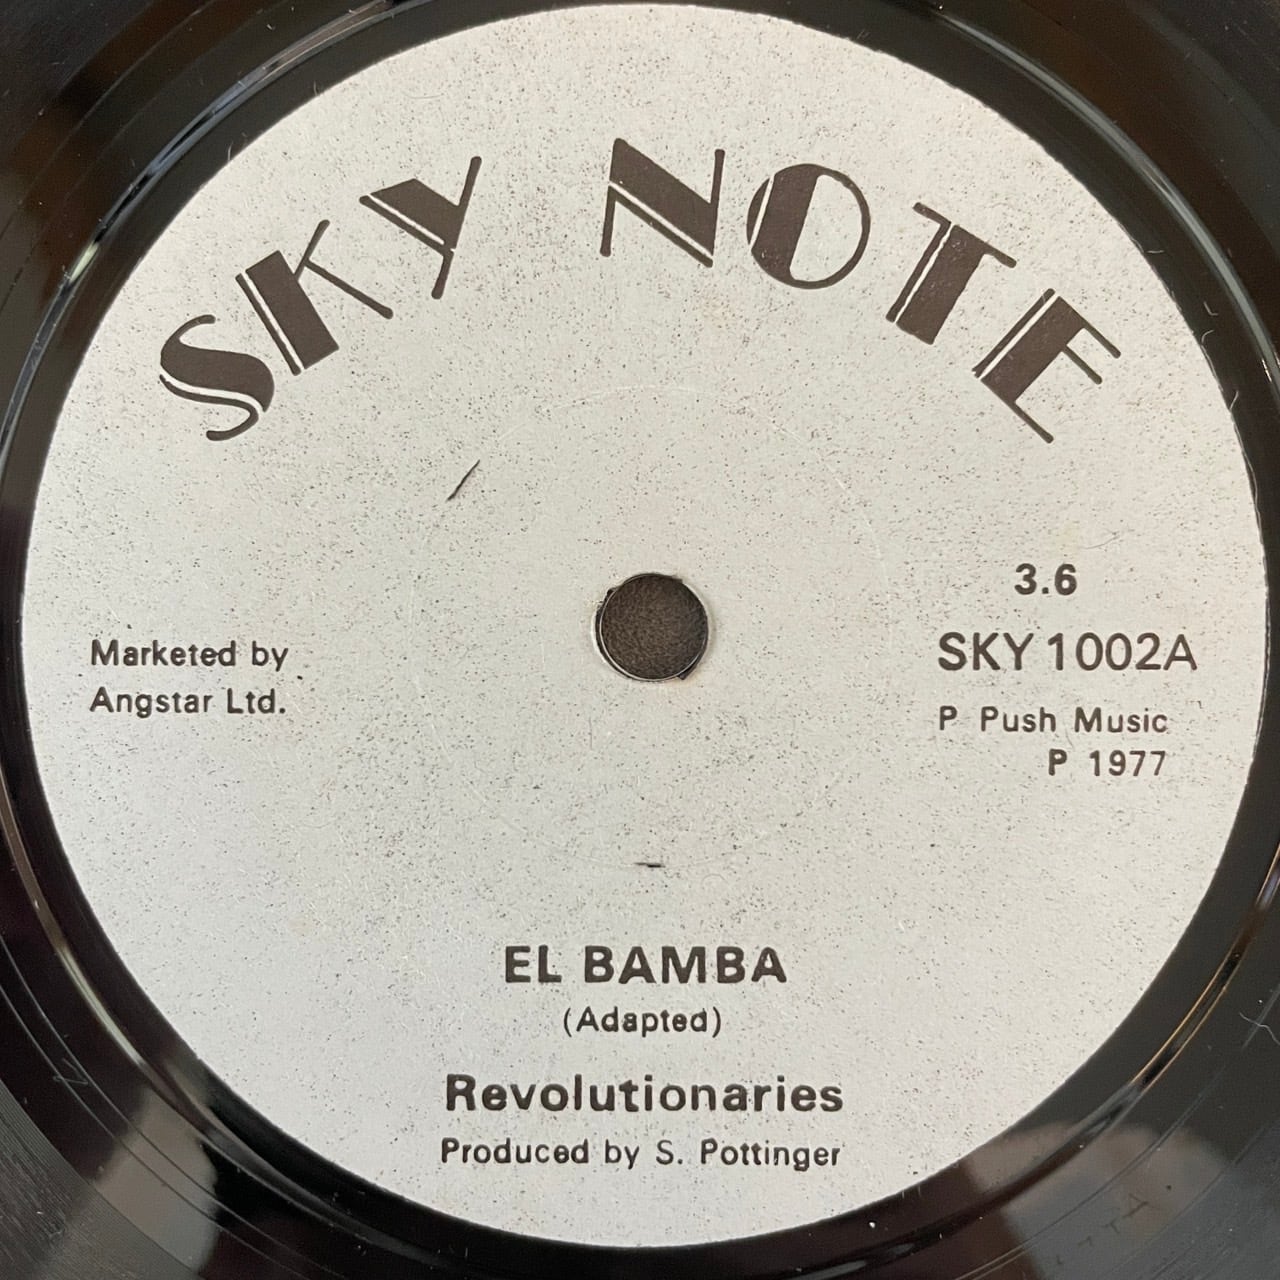 SKY NOTE
3.6
Marketed by
Angstar Ltd.
SKY 1002A
P Push Music
P 1977
EL BAMBA
(Adapted)
Revolutionaries
Produced by S. Pottinger